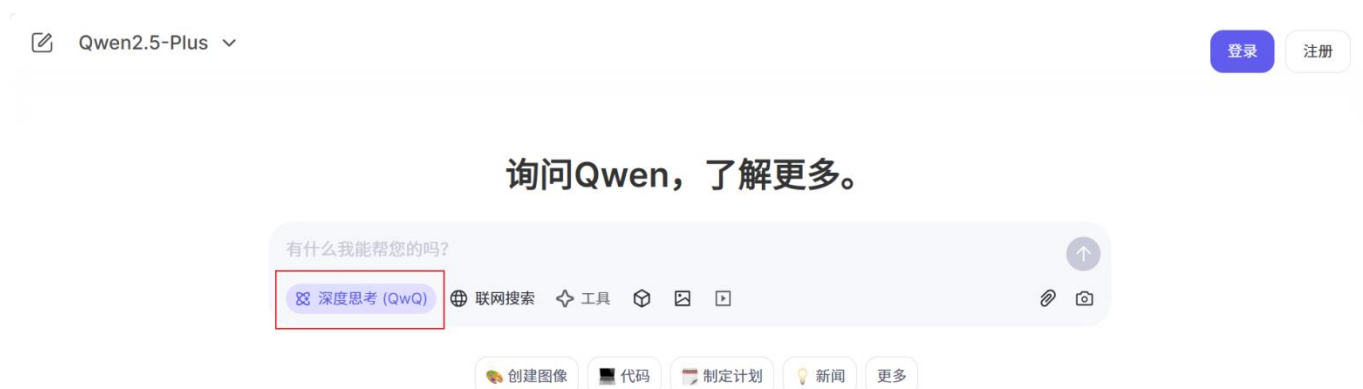 Qwen2.5-Plus
登录 注册
询问Qwen，了解更多。
有什么我能帮您的吗？
深度思考 (QwQ) 联网搜索 工具
创建图像 代码 制定计划 新闻 更多